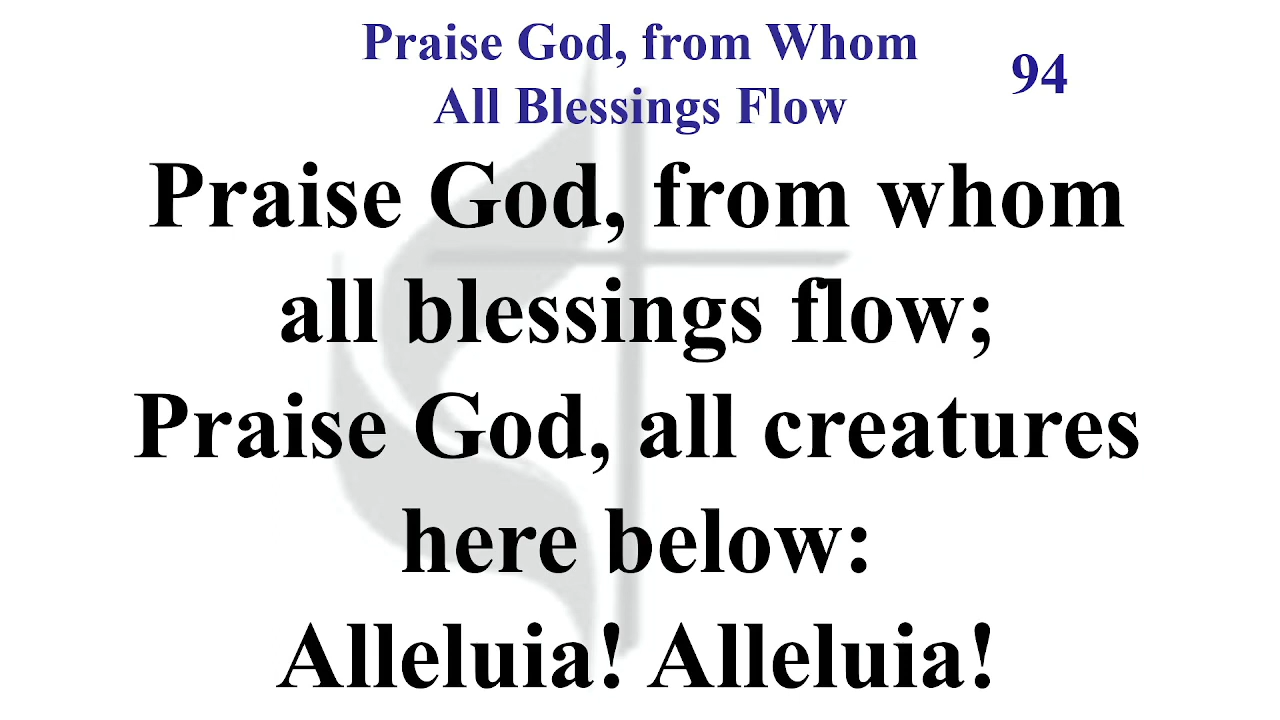 Praise God, from Whom
All Blessings Flow
94
Praise God, from whom
all blessings flow;
Praise God, all creatures
here below:
Alleluia! Alleluia!